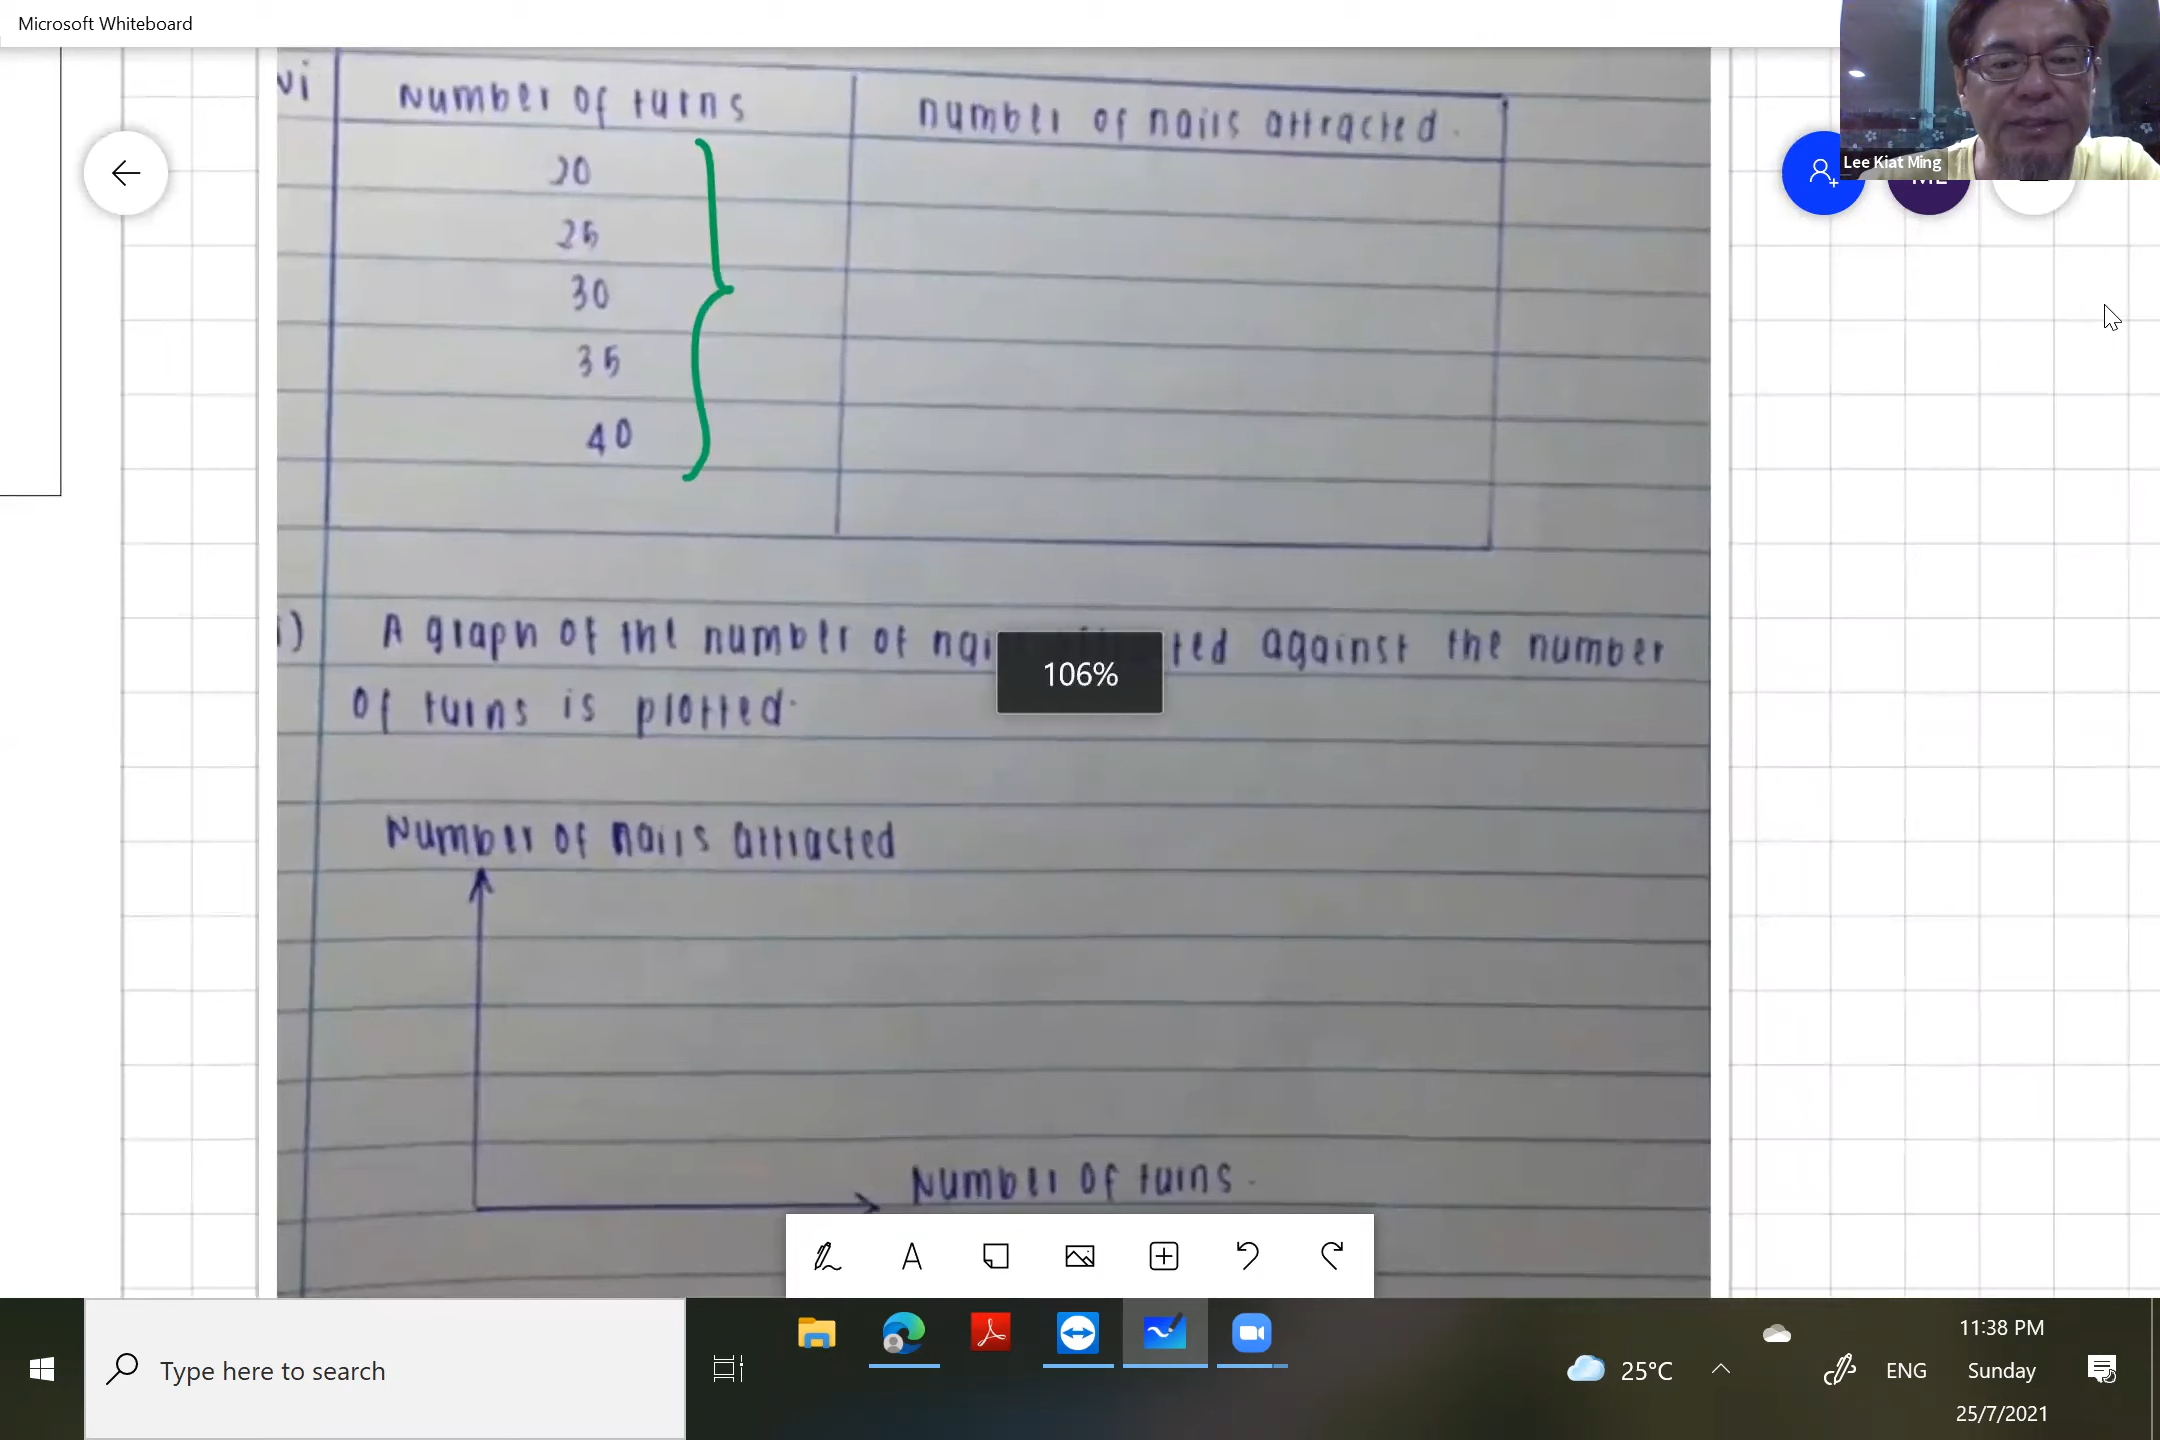 Microsoft Whiteboard
vi
Number of turns
number of nails attracted.
20
25
30
35
40
Lee Kiat Ming
A graph of the number of ted against the number
of turns is plotted.
106%
Number of nails attracted
Number of turns.
Type here to search
25°C
ENG
11:38 PM
Sunday
25/7/2021